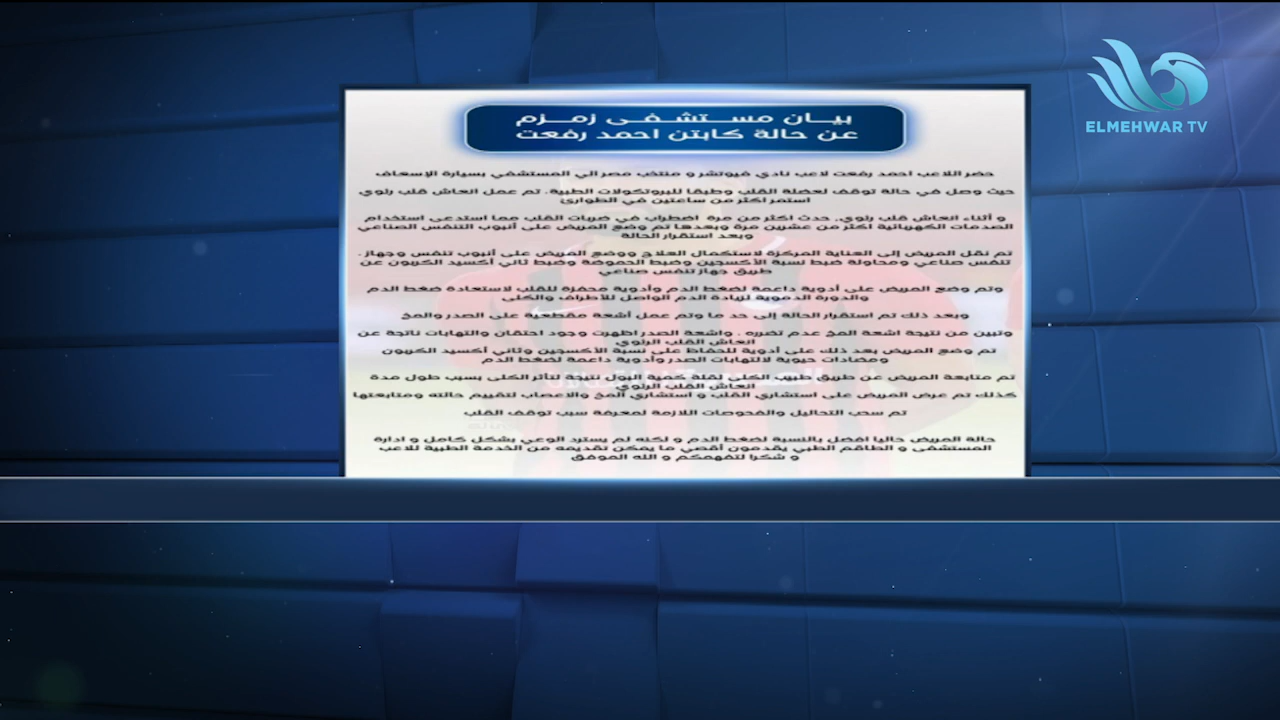 ELMEHWAR TV
بيـــان مســـتشـــفـــى زمـــزم
عن حالة كابتن احمد رفعت
حضر اللاعب احمد رفعت لاعب نادي فيوتشر و منتخب مصر الي المستشفي بسيارة الإسعاف
حيث وصل في حالة توقف لعضلة القلب وطبقا للبروتكولات الطبية. تم عمل انعاش قلب رئوي
استمر اكثر من ساعتين في الطوارئ
و أثناء انعاش قلب رئوي، حدث اكثر من مرة اضطراب في ضربات القلب مما استدعى استخدام
الصدمات الكهربائية أكثر من عشرين مرة وبعدها تم وضع المريض على أنبوب التنفس الصناعي
وبعد استقرار الحالة
تم نقل المريض إلى العناية المركزة لاستكمال العلاج ووضع المريض على أنبوب تنفس وجهاز .
تنفس صناعي ومحاولة ضبط نسبة الأكسجين وضبط الحموضة وضبط ثاني أكسيد الكربون عن
طريق جهاز تنفس صناعي
وتم وضع المريض على أدوية داعمة لضغط الدم وأدوية محفزة للقلب لاستعادة ضغط الدم
والدورة الدموية لزيادة الدم الواصل للأطراف والكلى
وبعد ذلك تم استقرار الحالة إلى حد ما وتم عمل أشعة مقطعية على الصدر والمخ
وتبين من نتيجة اشعة المخ عدم تضرره . واشعة الصدر اظهرت وجود احتقان والتهابات ناتجة عن
انعاش القلب الرئوي
تم وضع المريض بعد ذلك على أدوية للحفاظ على نسبة الأكسجين وثاني أكسيد الكربون
ومضادات حيوية لالتهابات الصدر وأدوية داعمة لضغط الدم
تم متابعة المريض عن طريق طبيب الكلى لقلة كمية البول نتيجة لتأثر الكلى بسبب طول مدة
انعاش القلب الرئوي
كذلك تم عرض المريض على استشاري القلب و استشاري المخ والاعصاب لتقييم حالته ومتابعتها
تم سحب التحاليل والفحوصات اللازمة لمعرفة سبب توقف القلب
حالة المريض حاليا افضل بالنسبة لضغط الدم و لكنه لم يسترد الوعي بشكل كامل و ادارة
المستشفى و الطاقم الطبي يقدمون أقصي ما يمكن تقديمه من الخدمة الطبية للاعب
و شكرا لتفهمكم و الله الموفق